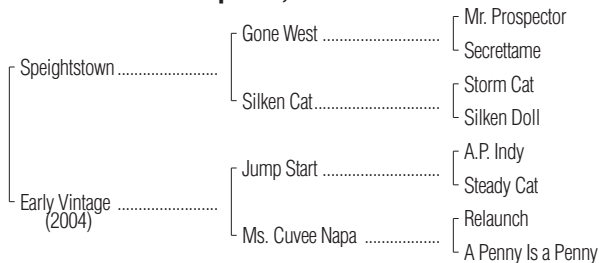 Mr. Prospector
Gone West ..............................
Secrettame
Speightstown .........................
Storm Cat
Silken Cat ................................
Silken Doll
A.P. Indy
Jump Start ..............................
Steady Cat
Early Vintage .........................
(2004)
Relaunch
Ms. Cuvee Napa ...................
A Penny Is a Penny